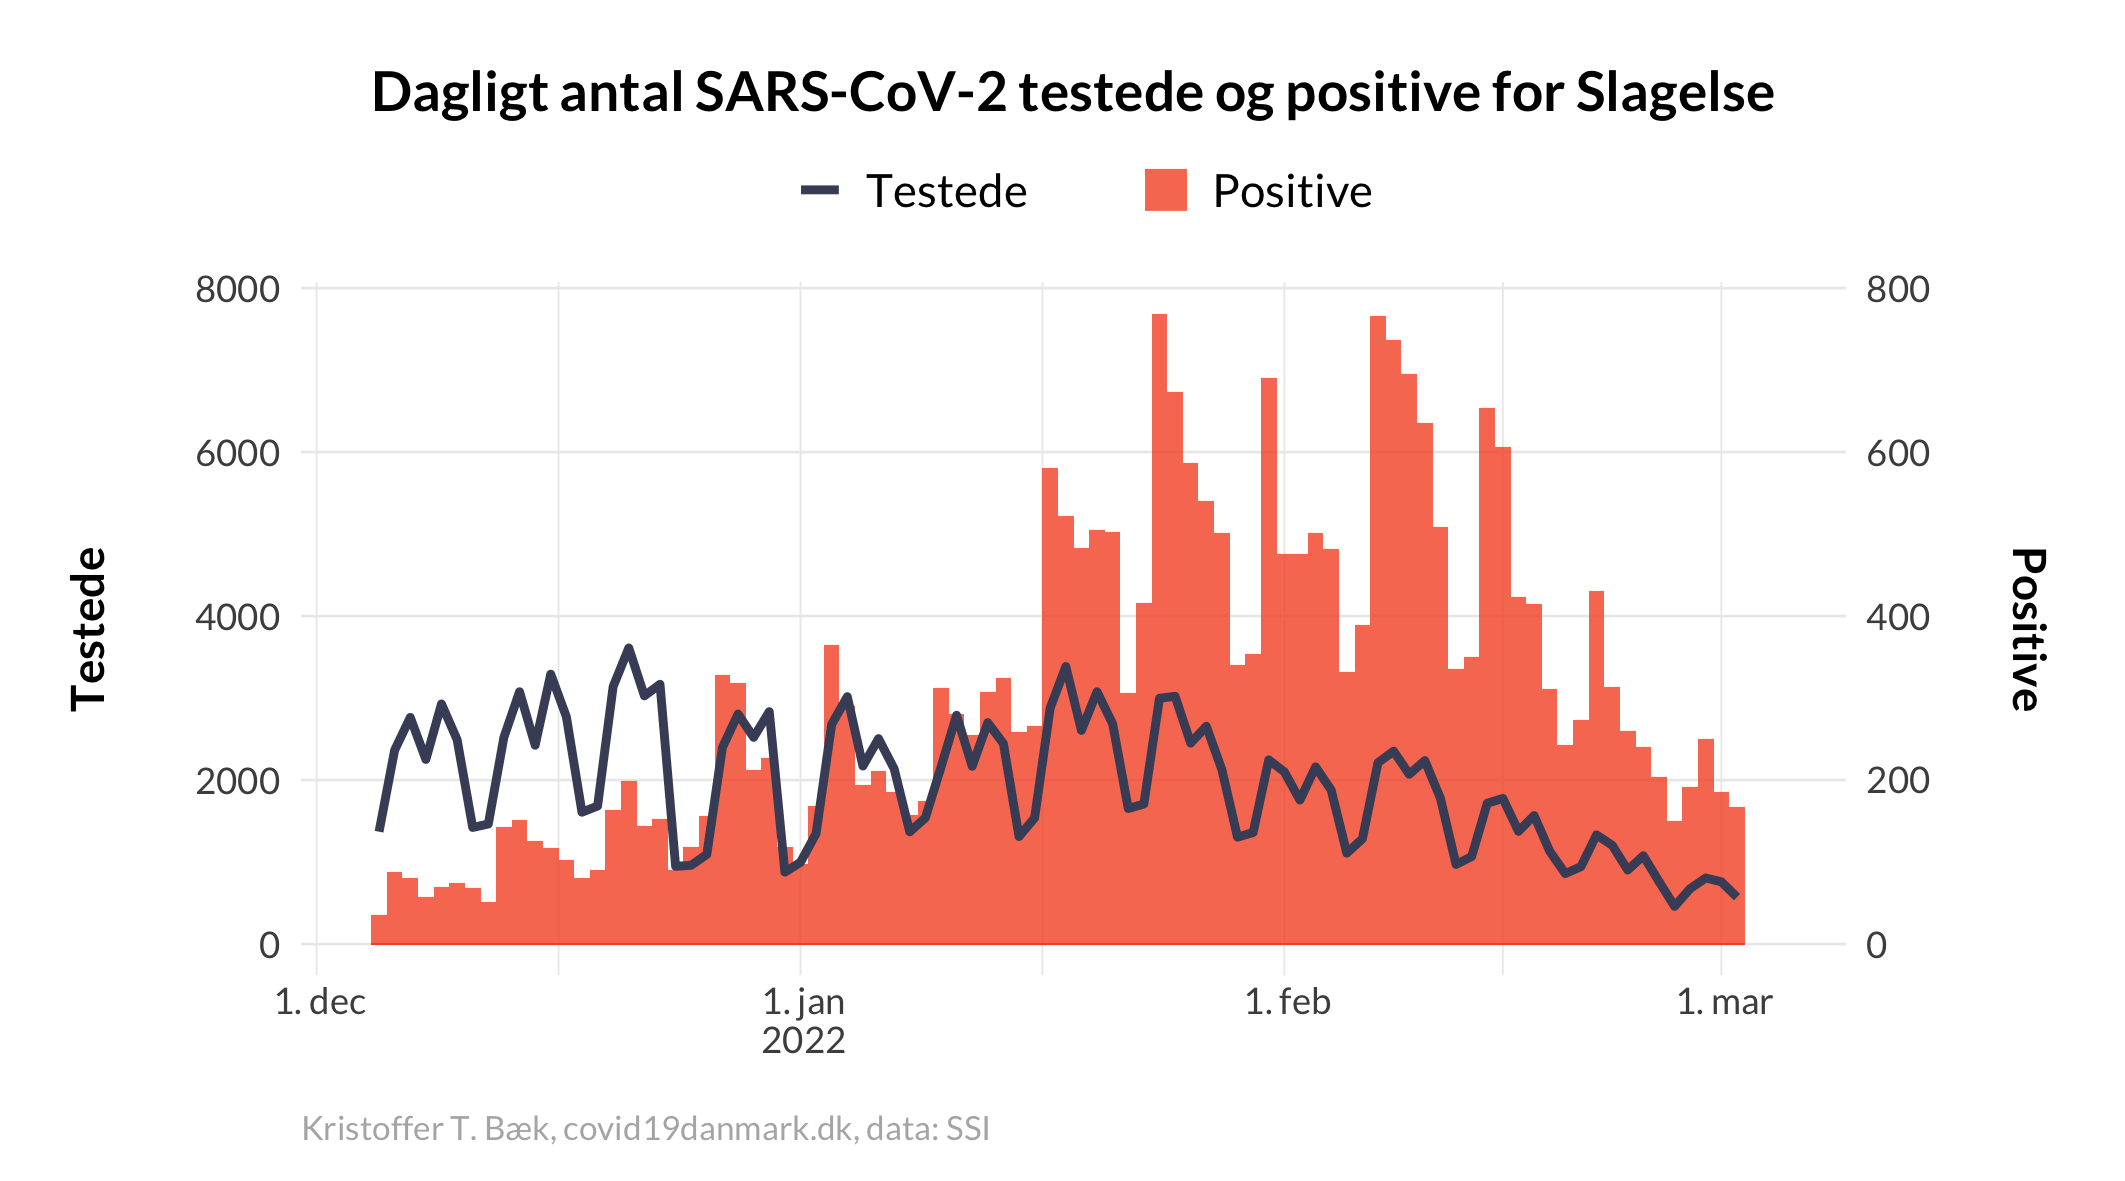 Dagligt antal SARS-CoV-2 testede og positive for Slagelse
Testede
Positive
8000
6000
4000
2000
0
Testede
800
600
400
200
0
Positive
1. dec
1. jan
2022
1. feb
1. mar
Kristoffer T. Bæk, covid19danmark.dk, data: SSI